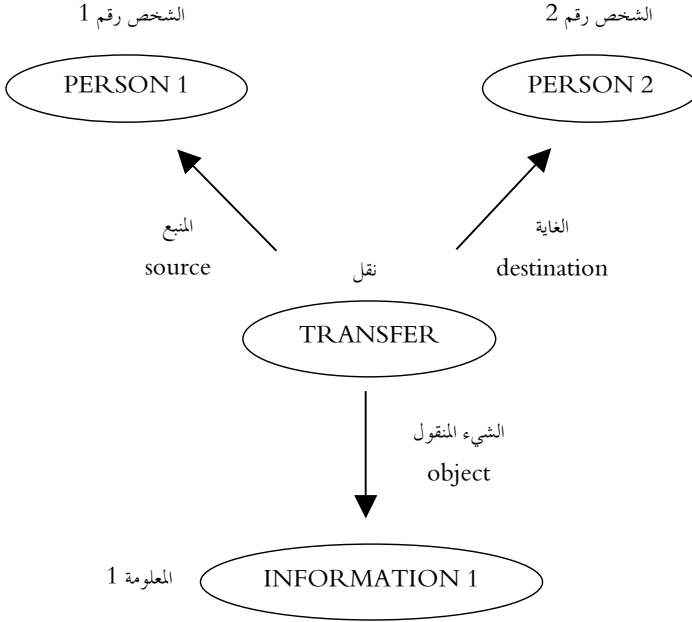 الشخص رقم 1
الشخص رقم 2
PERSON 1
PERSON 2
المنبع
source
الغاية
destination
نقل
TRANSFER
الشيء المنقول
object
المعلومة 1
INFORMATION 1